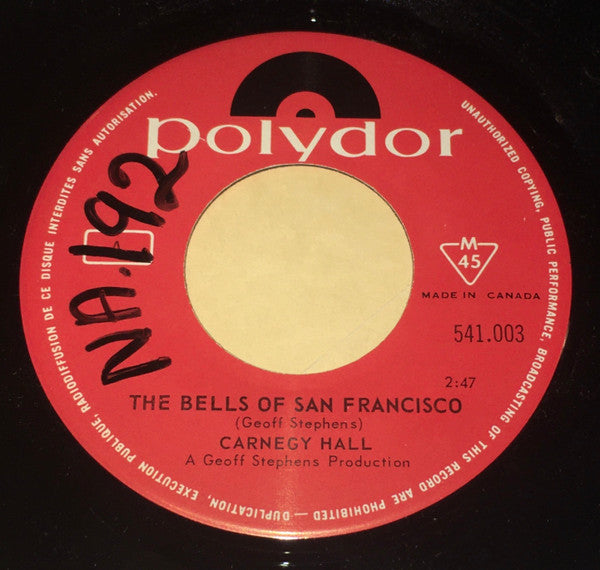 polydor
NA.192
A
M
45
MADE IN CANADA
541.003
2:47
THE BELLS OF SAN FRANCISCO
(Geoff Stephens)
CARNEGY HALL
A Geoff Stephens Production
UNAUTHORIZED COPYING, PUBLIC PERFORMANCE, BROADCASTING OF THIS RECORD ARE PROHIBITED — DUPLICATION, EXECUTION PUBLIQUE, RADIODIFFUSION DE CE DISQUE INTERDITES SANS AUTORISATION.